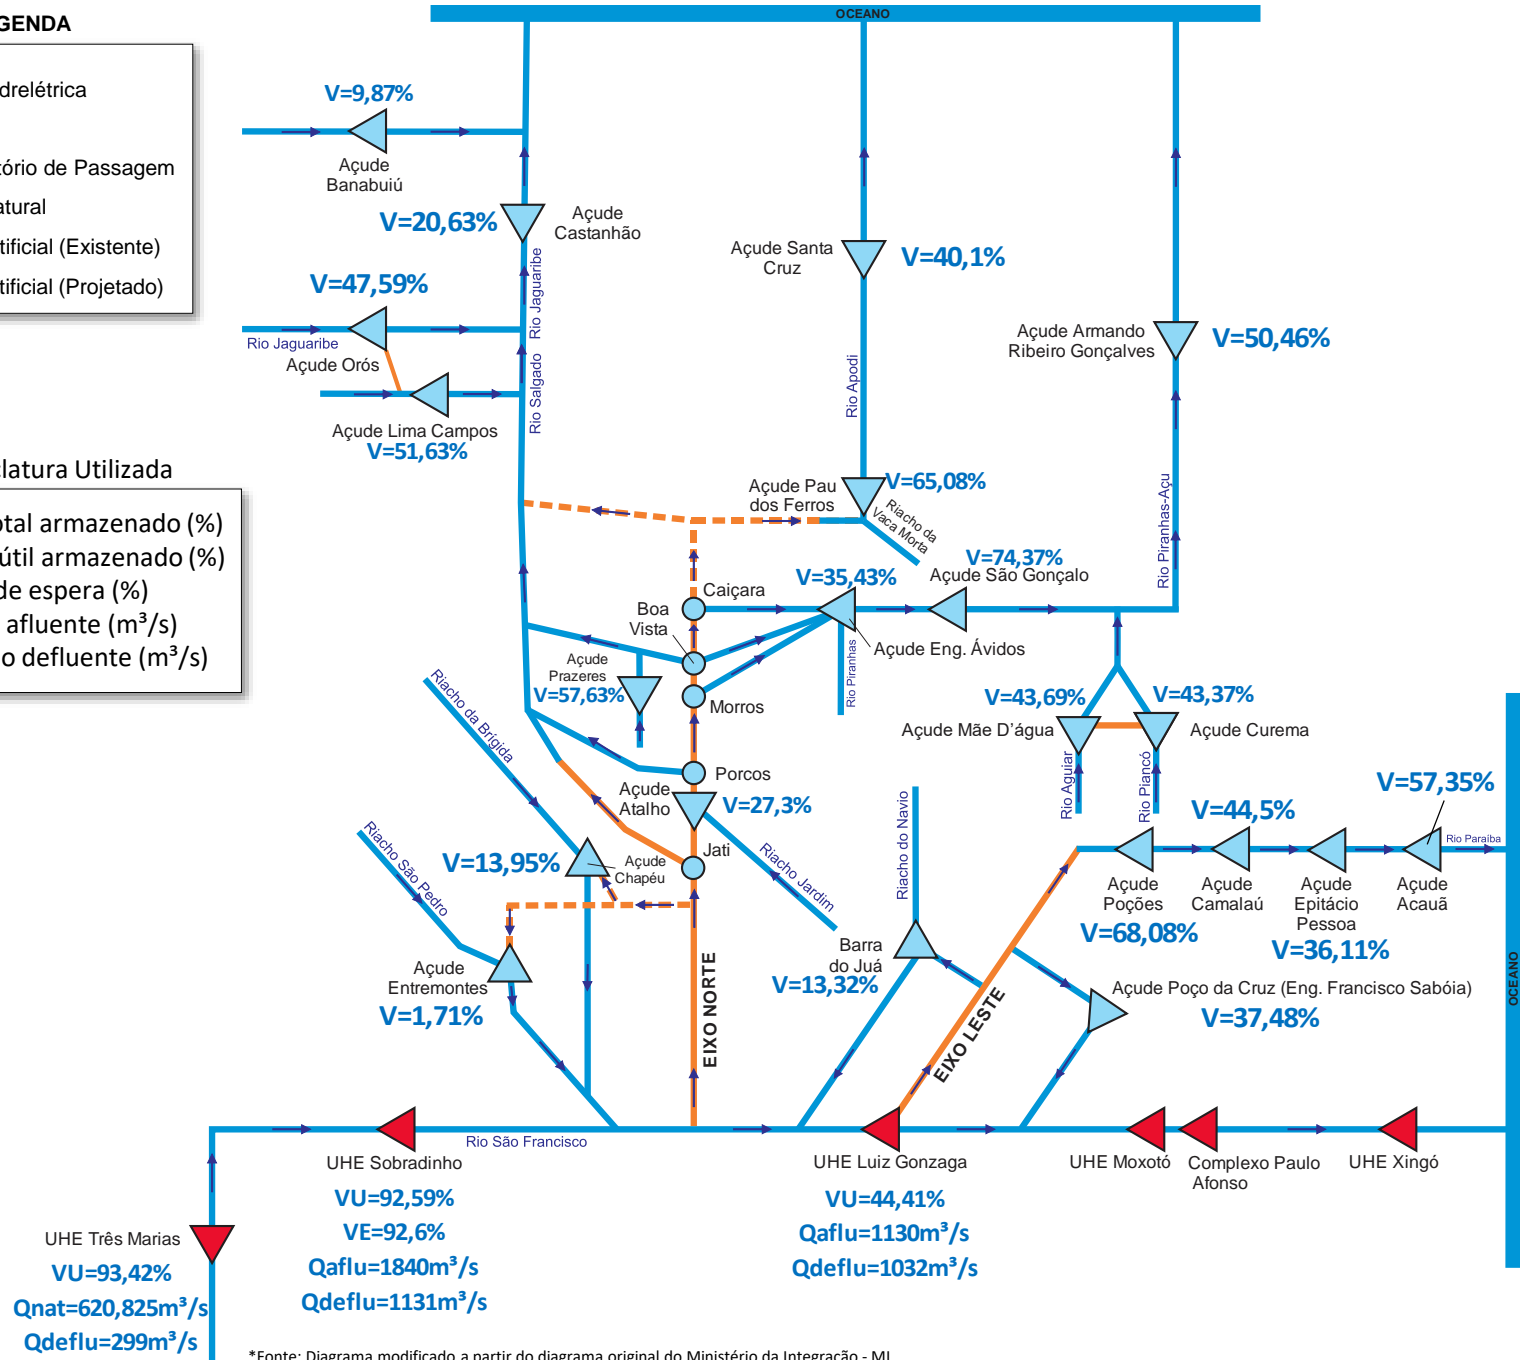 OCEANO
GENDA
drelétrica
tório de Passagem
atural
tificial (Existente)
tificial (Projetado)
V=9,87%
Açude
Banabuiú
V=20,63%
Açude
Castanhão
Rio Jaguaribe
V=47,59%
Rio Jaguaribe
Açude Orós
Rio Salgado
Açude Lima Campos
V=51,63%
Açude Santa
Cruz
V=40,1%
Rio Apodi
Açude Armando
Ribeiro Gonçalves
V=50,46%
Rio Piranhas-Açu
clatura Utilizada
otal armazenado (%)
útil armazenado (%)
de espera (%)
afluente (m³/s)
o defluente (m³/s)
Açude Pau
dos Ferros
V=65,08%
Riacho da
Vaca Morta
V=74,37%
Açude São Gonçalo
V=35,43%
Açude Eng. Ávidos
Rio Piranhas
Caiçara
Boa
Vista
Morros
Açude
Prazeres
V=57,63%
Porcos
Riacho da Brígida
Açude
Atalho
V=27,3%
Jati
Riacho Jardim
V=13,95%
Açude
Chapéu
Riacho São Pedro
Açude
Entremontes
V=1,71%
EIXO NORTE
V=43,69%
V=43,37%
Açude Mãe D'água
Açude Curema
Rio Aguiar
Rio Piancó
V=57,35%
V=44,5%
Rio Paraíba
Açude
Poções
V=68,08%
Açude
Camalaú
Açude
Epitácio
Pessoa
V=36,11%
Açude
Acauã
Riacho do Navio
Barra
do Juá
V=13,32%
EIXO LESTE
Açude Poço da Cruz (Eng. Francisco Sabóia)
V=37,48%
OCEANO
Rio São Francisco
UHE Sobradinho
VU=92,59%
VE=92,6%
Qaflu=1840m³/s
Qdeflu=1131m³/s
UHE Luiz Gonzaga
VU=44,41%
Qaflu=1130m³/s
Qdeflu=1032m³/s
UHE Moxotó
Complexo Paulo
Afonso
UHE Xingó
UHE Três Marias
VU=93,42%
Qnat=620,825m³/s
Qdeflu=299m³/s
*Fonte: Diagrama modificado a partir do diagrama original do Ministério da Integração - MI